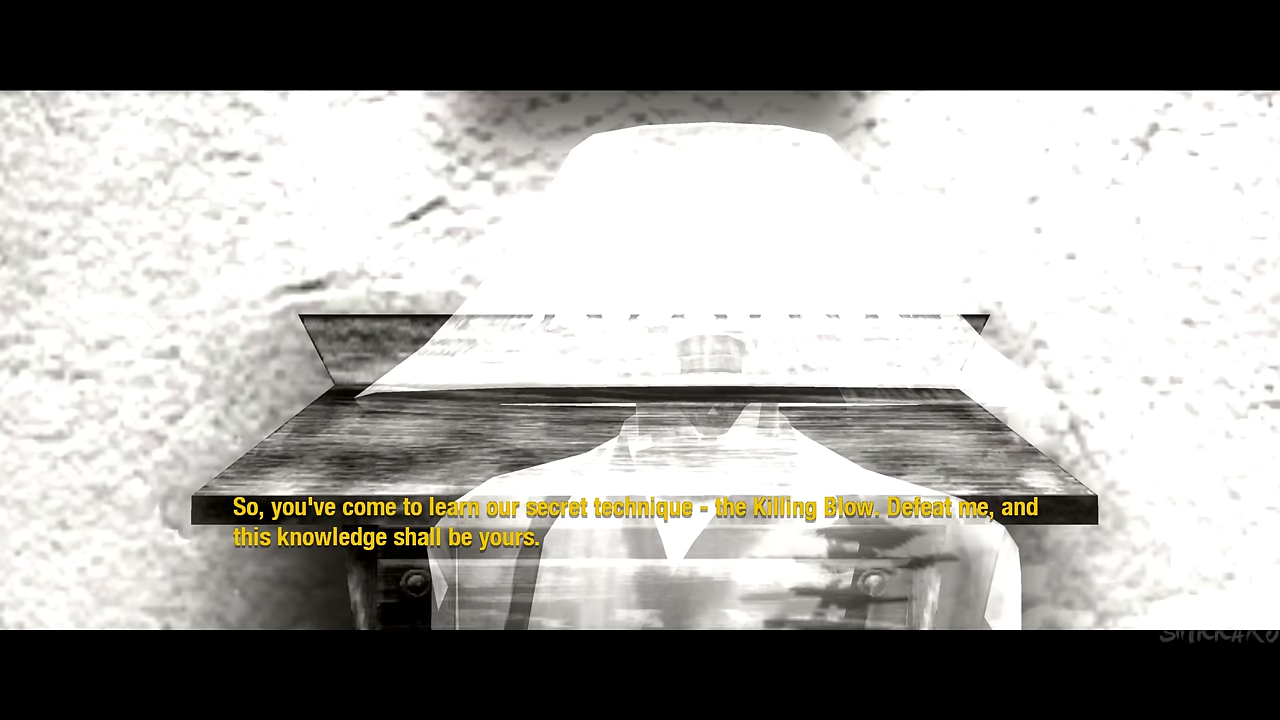 So, you've come to learn our secret technique - the Killing Blow. Defeat me, and
this knowledge shall be yours.